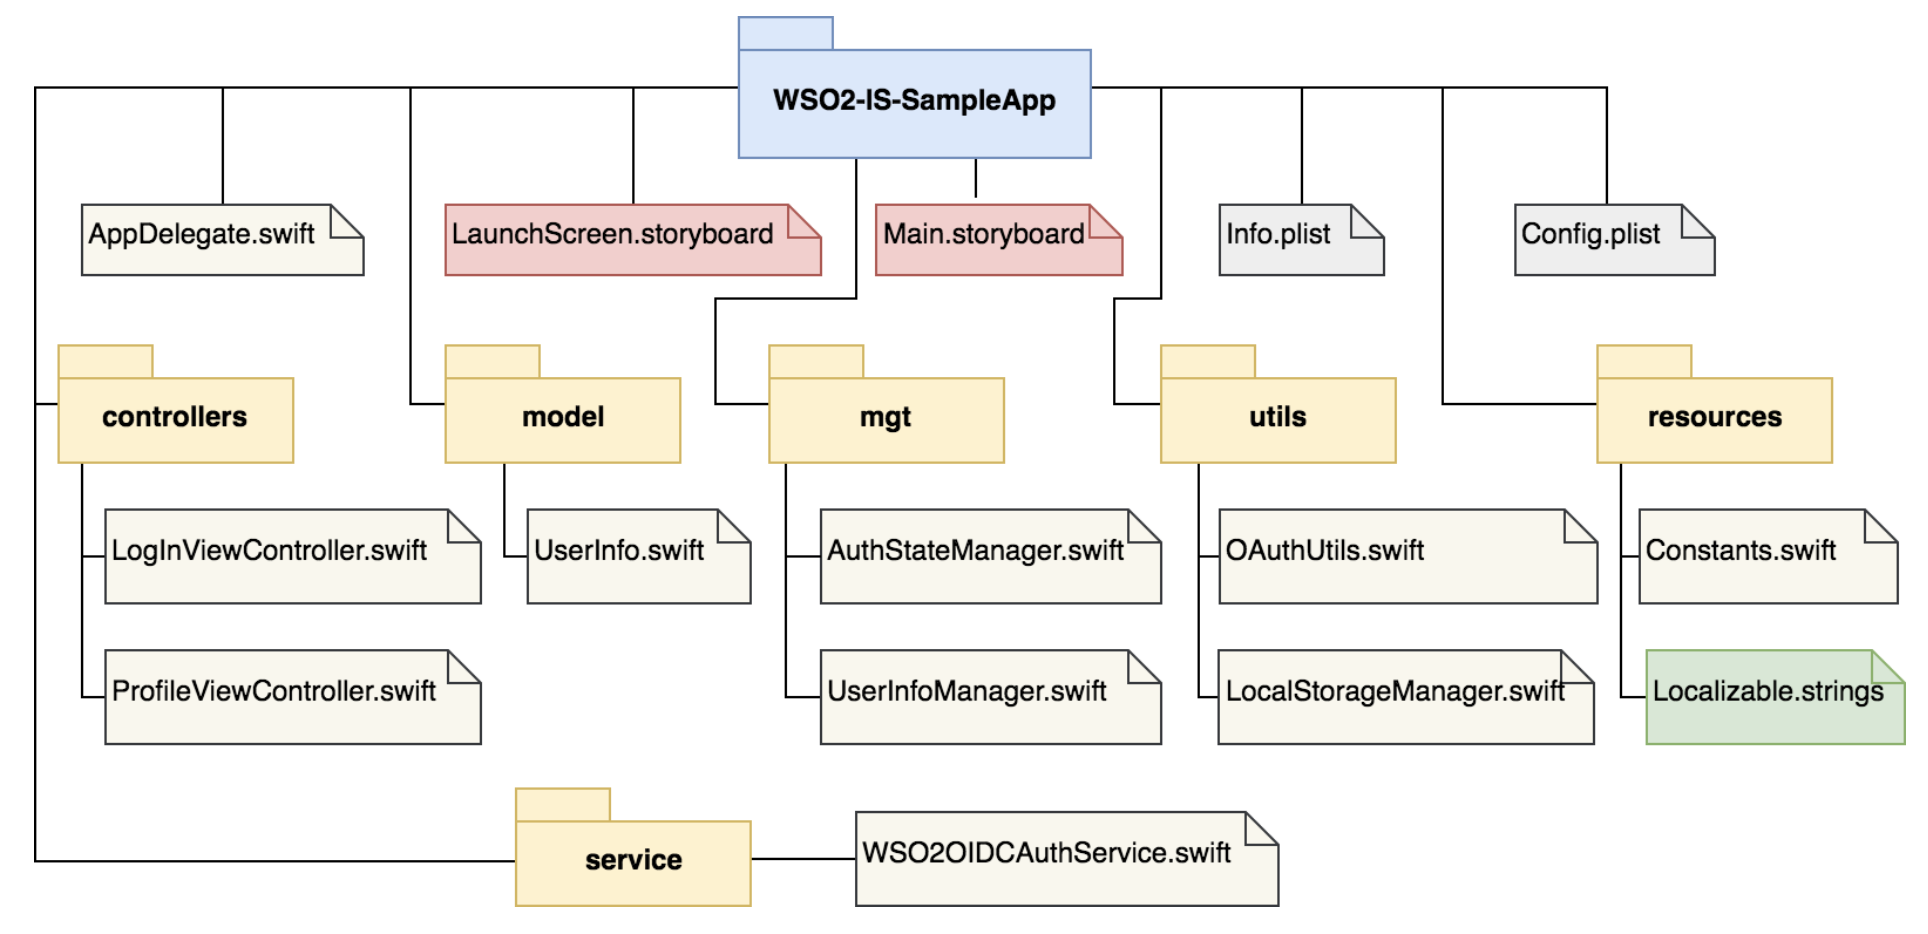 WSO2-IS-SampleApp
AppDelegate.swift
LaunchScreen.storyboard
Main.storyboard
Info.plist
Config.plist
controllers
model
mgt
utils
resources
LogInViewController.swift
UserInfo.swift
AuthStateManager.swift
OAuthUtils.swift
Constants.swift
ProfileViewController.swift
UserInfoManager.swift
LocalStorageManager.swift
Localizable.strings
service
WSO2OIDCAuthService.swift